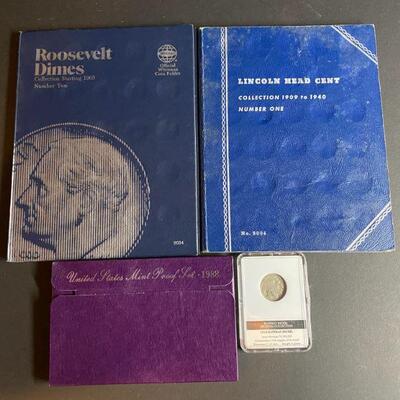 Roosevelt
Dimes
Collection Starting 1965
Number Two
Official
Whitman
Coin Folder
9034
LINCOLN HEAD CENT
COLLECTION 1909 to 1940
NUMBER ONE
No. 9004
United States Mint Proof Set - 1988